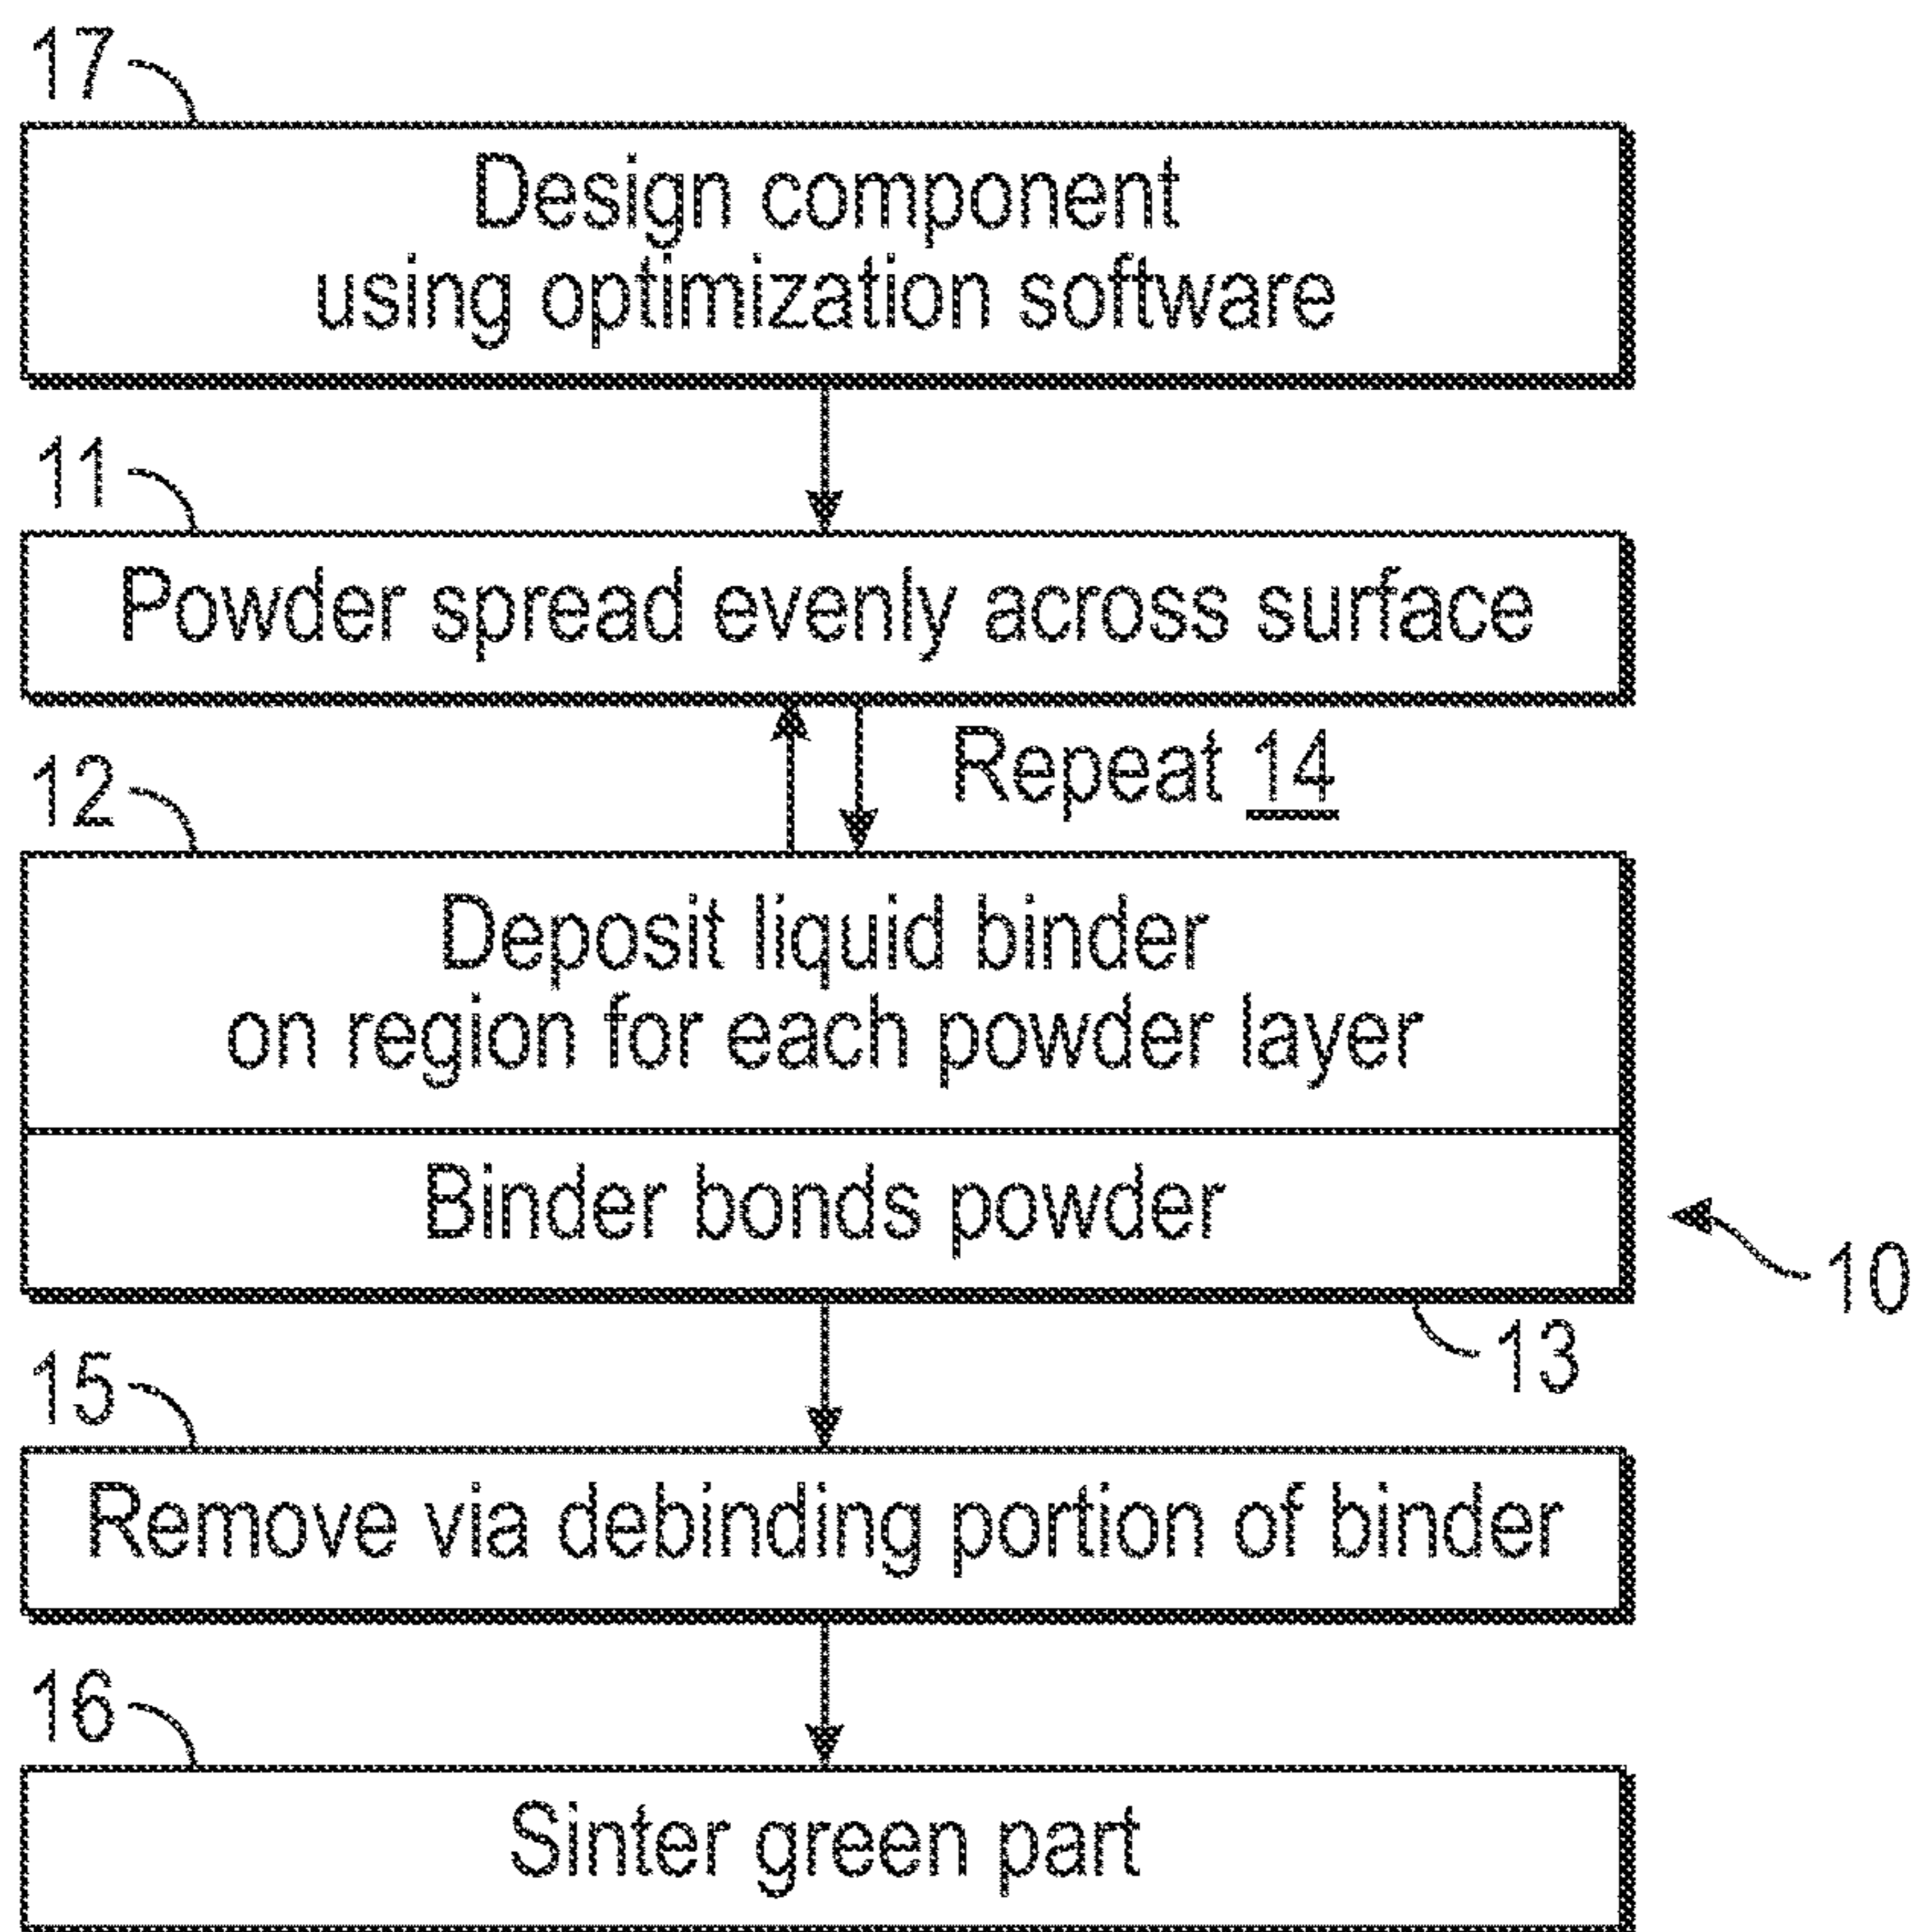 17
Design component
using optimization software
11
Powder spread evenly across surface
Repeat 14
12
Deposit liquid binder
on region for each powder layer
Binder bonds powder
10
13
15
Remove via debinding portion of binder
16
Sinter green part